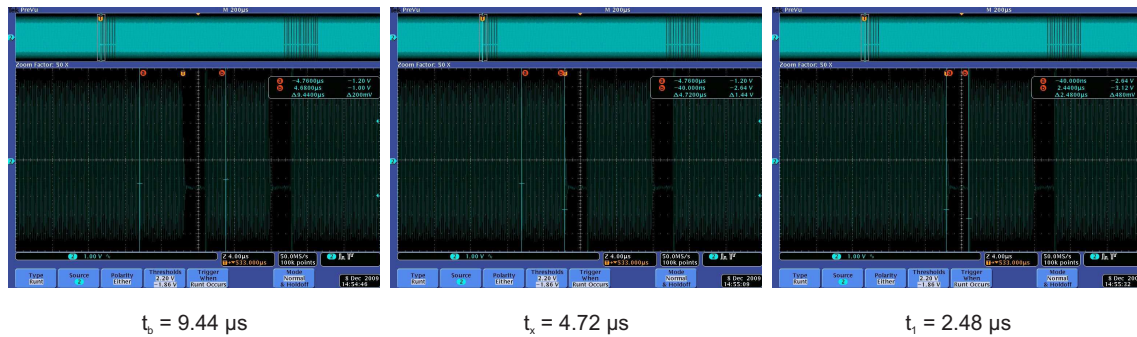 PreVu
M 200µs
Zoom Factor: 50 X
a -4.7600µs -1.20 V
b 4.6800µs -1.00 V
Δ9.4400µs Δ200mV
2 1.00 V
Z 4.00µs
50.0MS/s
100k points
Type
Runt
Source
2
Polarity
Either
Thresholds
2.20 V
-1.86 V
Trigger
When
Runt Occurs
Mode
Normal
& Holdoff
8 Dec 2009
14:54:46
PreVu
M 200µs
Zoom Factor: 50 X
a -4.7600µs -1.20 V
b -40.000ns -2.64 V
Δ4.7200µs Δ1.44 V
2 1.00 V
Z 4.00µs
50.0MS/s
100k points
Type
Runt
Source
2
Polarity
Either
Thresholds
2.20 V
-1.86 V
Trigger
When
Runt Occurs
Mode
Normal
& Holdoff
8 Dec 2009
14:55:09
PreVu
M 200µs
Zoom Factor: 50 X
a -40.000ns -2.64 V
b 2.4400µs -3.12 V
Δ2.4800µs Δ480mV
2 1.00 V
Z 4.00µs
50.0MS/s
100k points
Type
Runt
Source
2
Polarity
Either
Thresholds
2.20 V
-1.86 V
Trigger
When
Runt Occurs
Mode
Normal
& Holdoff
14:55:32
t_b = 9.44 µs
t_x = 4.72 µs
t_1 = 2.48 µs